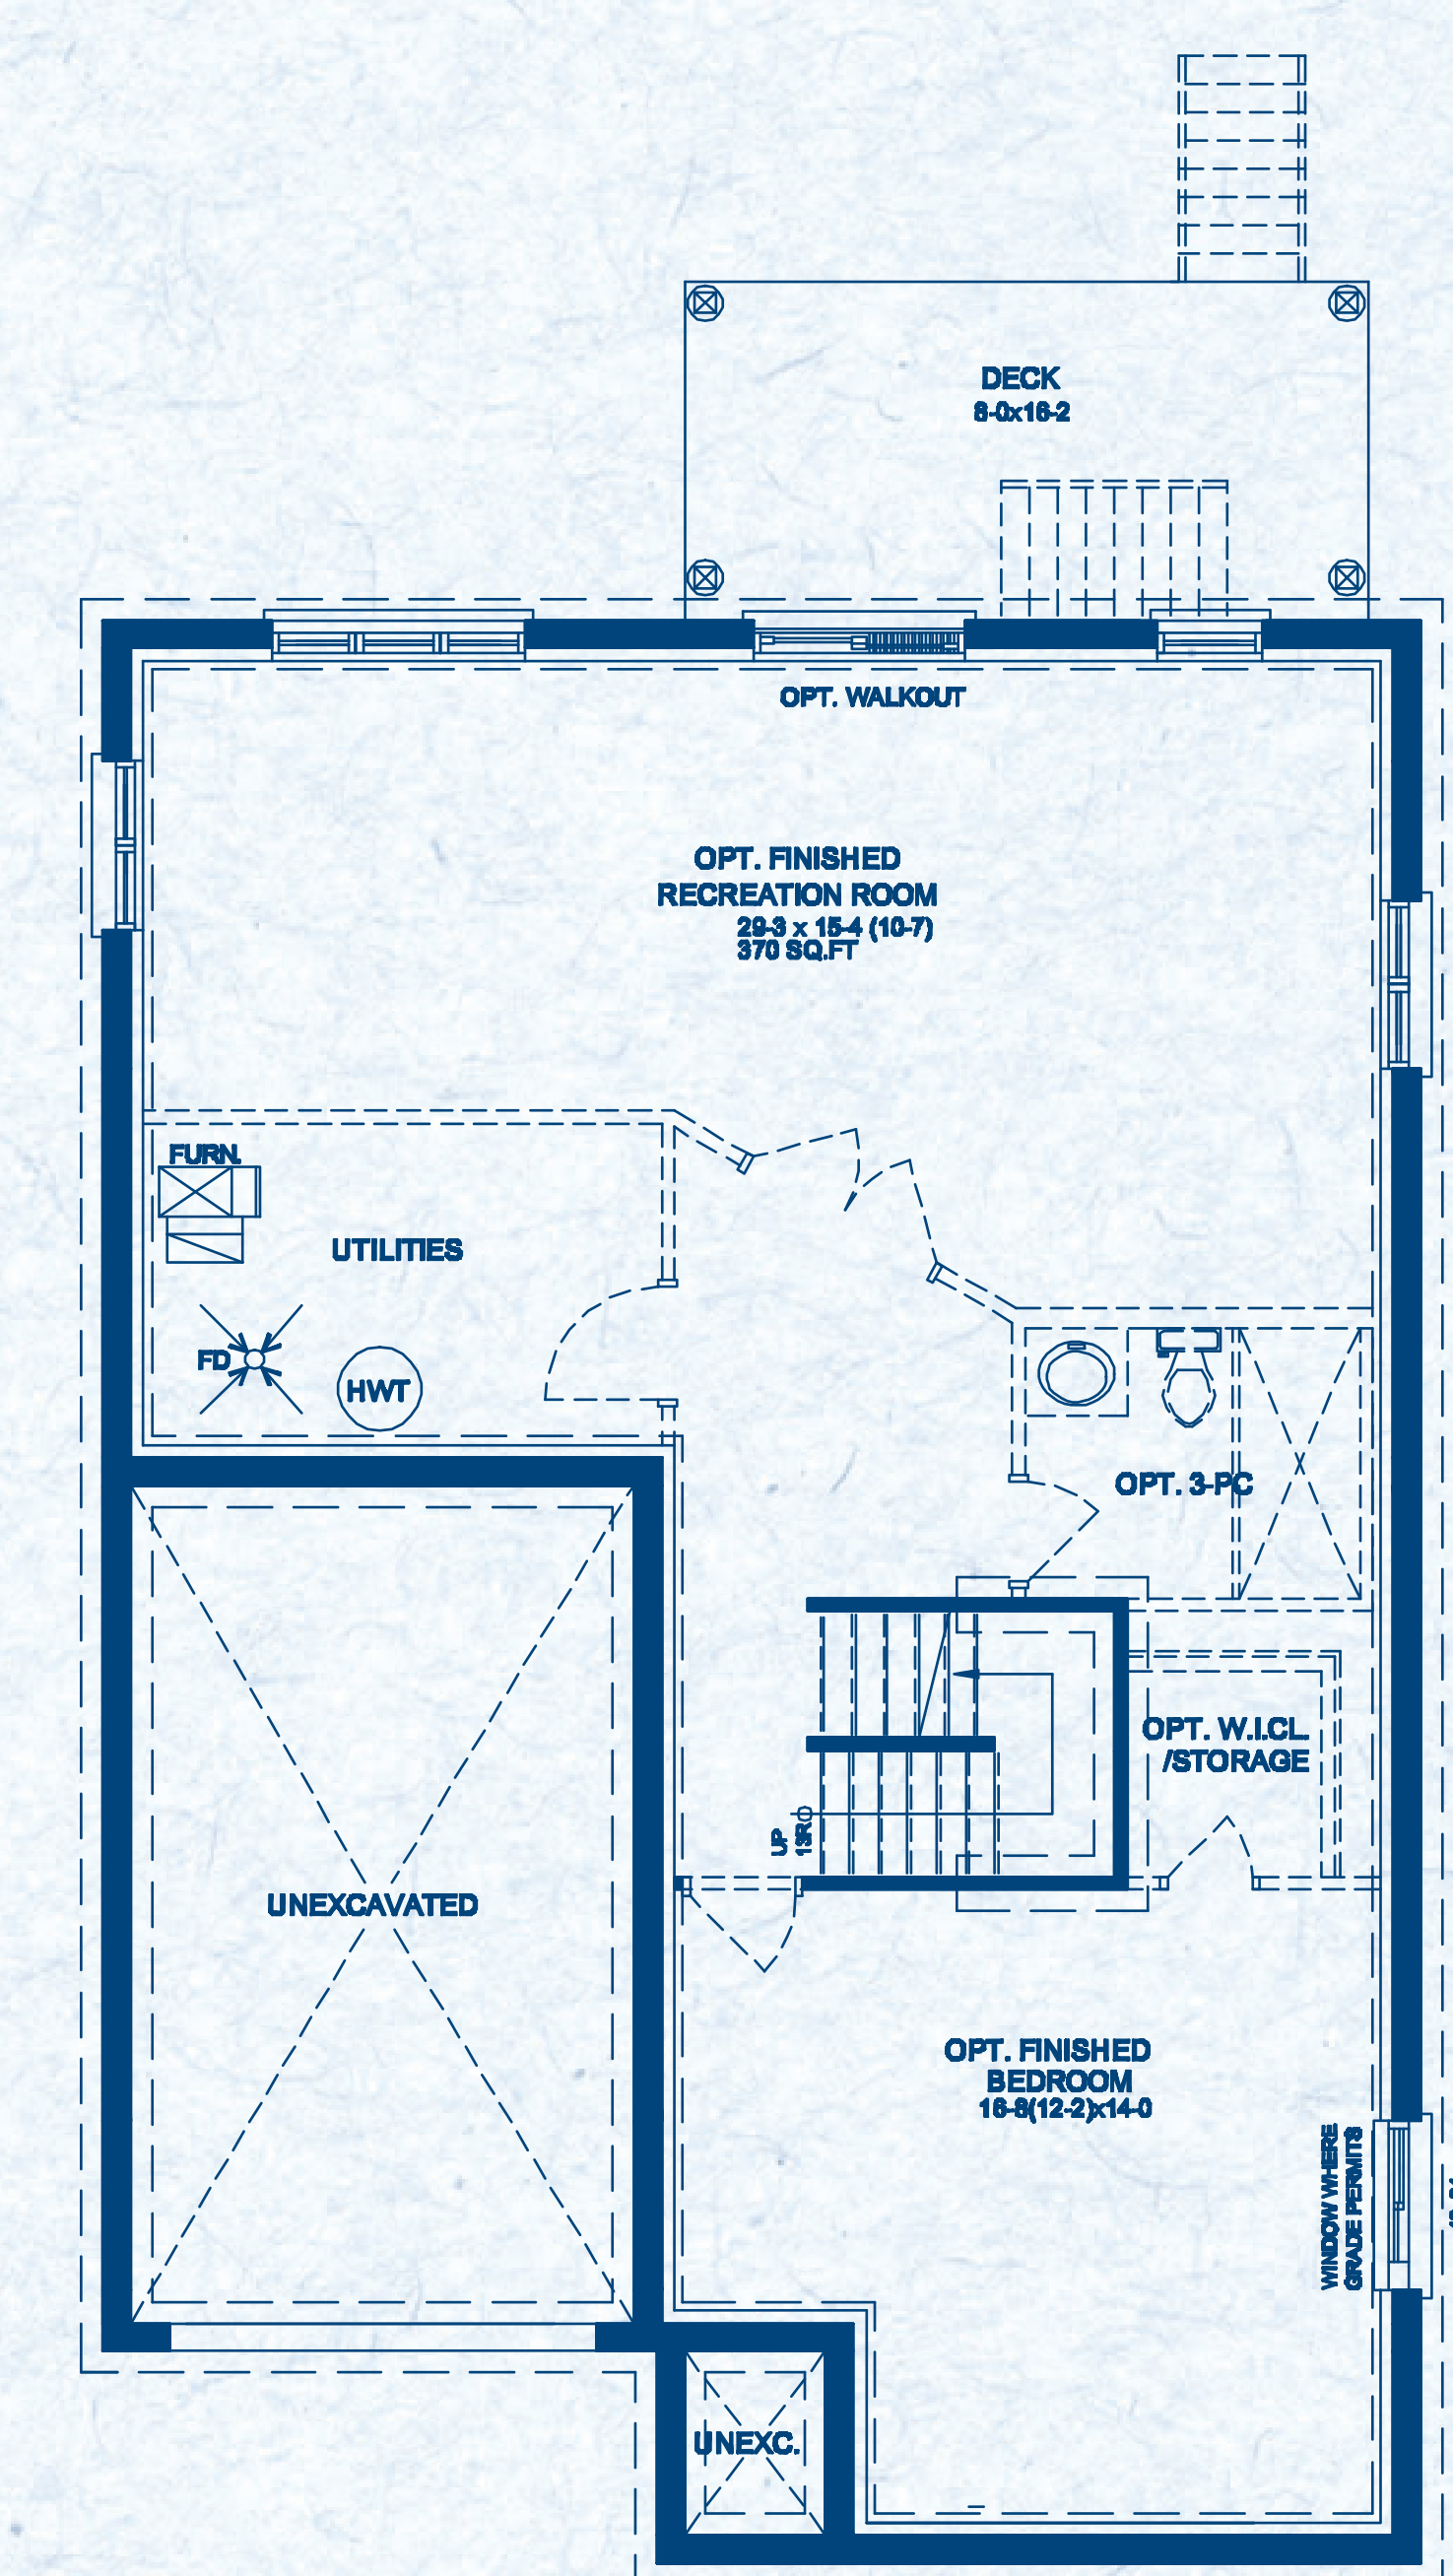 DECK
8-0x16-2
OPT. WALKOUT
OPT. FINISHED
RECREATION ROOM
29-3 x 15-4 (10-7)
370 SQ.FT
FURN.
UTILITIES
FD
HWT
OPT. 3-PC
OPT. W.I.CL.
/STORAGE
UP
13R
UNEXCAVATED
OPT. FINISHED
BEDROOM
16-8(12-2)x14-0
WINDOW WHERE
GRADE PERMITS
UNEXC.